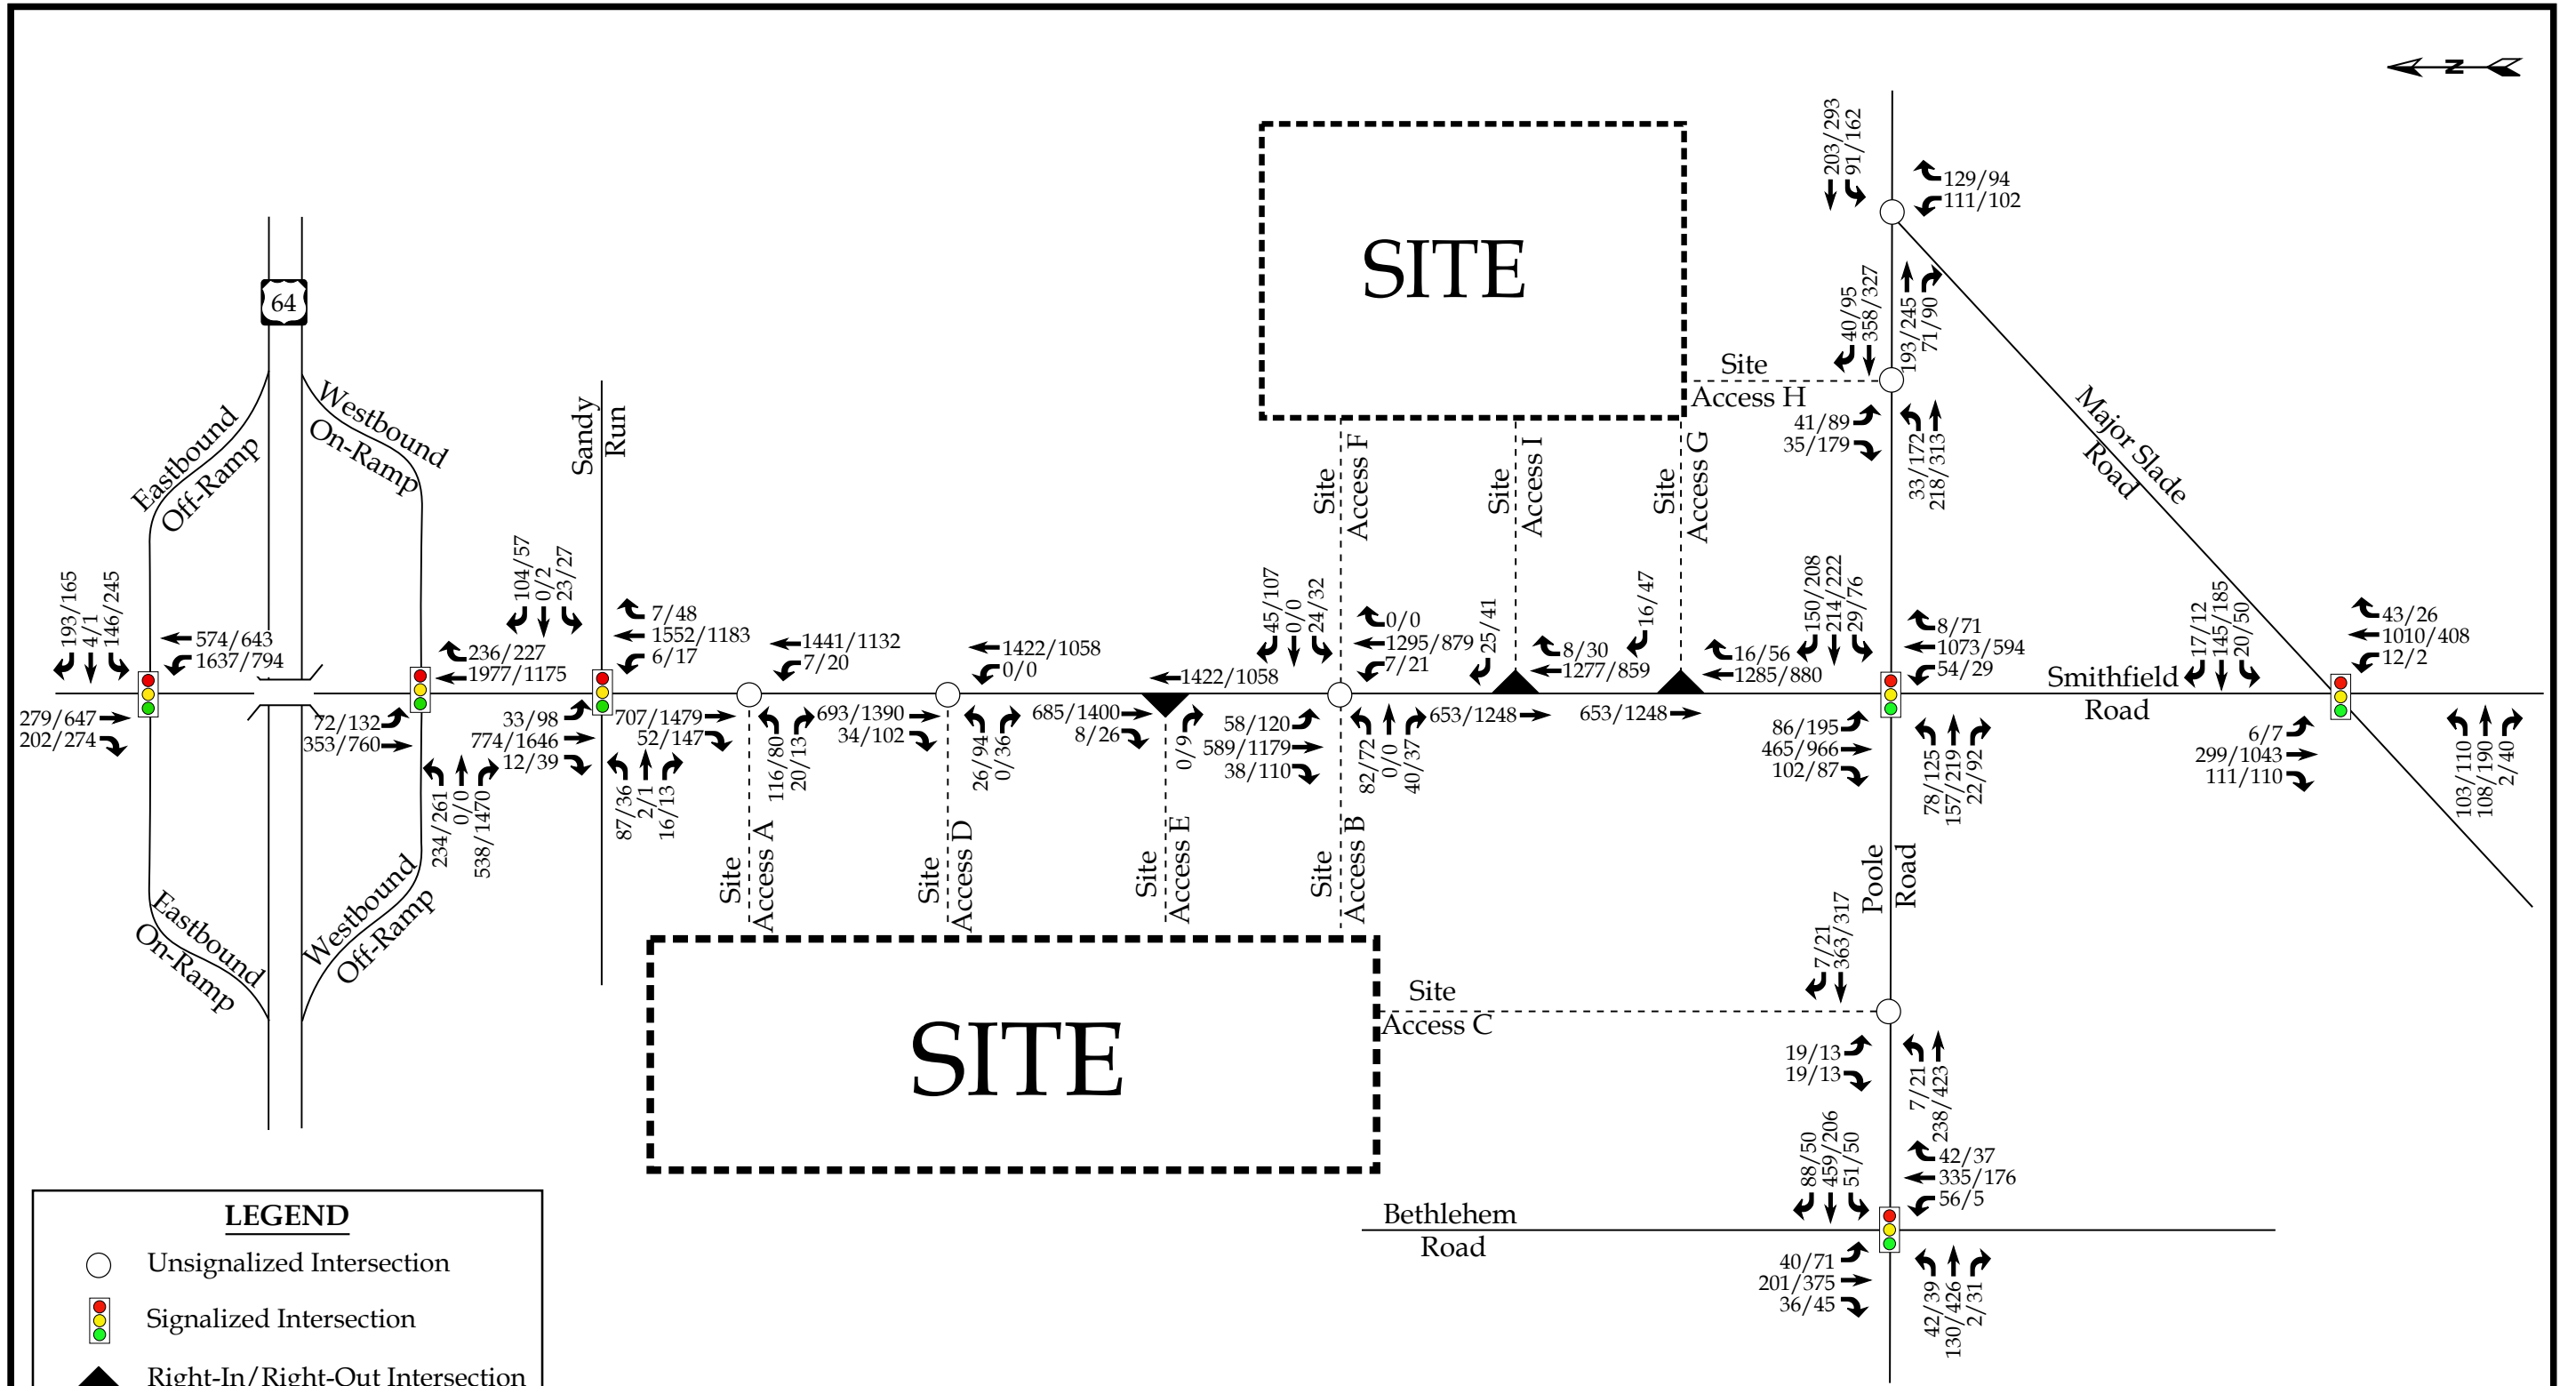 N
203/293
91/162
129/94
111/102
SITE
64
40/95
358/327
193/245
71/90
Site
Access H
41/89
35/179
33/172
218/313
Major Slade
Road
Eastbound
Off-Ramp
Westbound
On-Ramp
Sandy
Run
Site
Access F
Site
Access I
Site
Access G
193/165
4/1
146/245
574/643
1637/794
279/647
202/274
236/227
1977/1175
72/132
353/760
234/261
0/0
538/1470
104/57
0/2
23/27
7/48
1552/1183
6/17
33/98
774/1646
12/39
87/36
2/1
16/13
1441/1132
7/20
707/1479
52/147
116/80
20/13
1422/1058
0/0
693/1390
34/102
26/94
0/36
1422/1058
685/1400
8/26
0/9
45/107
0/0
24/32
0/0
1295/879
7/21
58/120
589/1179
38/110
82/72
0/0
40/37
25/41
8/30
1277/859
653/1248
16/47
16/56
1285/880
653/1248
150/208
214/222
29/76
8/71
1073/594
54/29
86/195
465/966
102/87
78/125
157/219
22/92
Smithfield
Road
17/12
145/185
20/50
43/26
1010/408
12/2
6/7
299/1043
111/110
103/110
108/190
2/40
Site
Access A
Site
Access D
Site
Access E
Site
Access B
Poole
Road
Eastbound
On-Ramp
Westbound
Off-Ramp
SITE
Site
Access C
7/21
363/317
19/13
19/13
7/21
238/423
88/50
459/206
51/50
42/37
335/176
56/5
Bethlehem
Road
40/71
201/375
36/45
42/39
130/426
2/31
LEGEND
Unsignalized Intersection
Signalized Intersection
Right-In/Right-Out Intersection